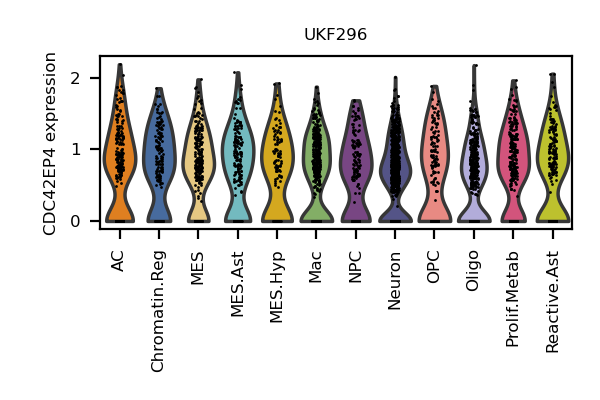 UKF296
CDC42EP4 expression
2
1
0
AC
Chromatin.Reg
MES
MES.Ast
MES.Hyp
Mac
NPC
Neuron
OPC
Oligo
Prolif.Metab
Reactive.Ast